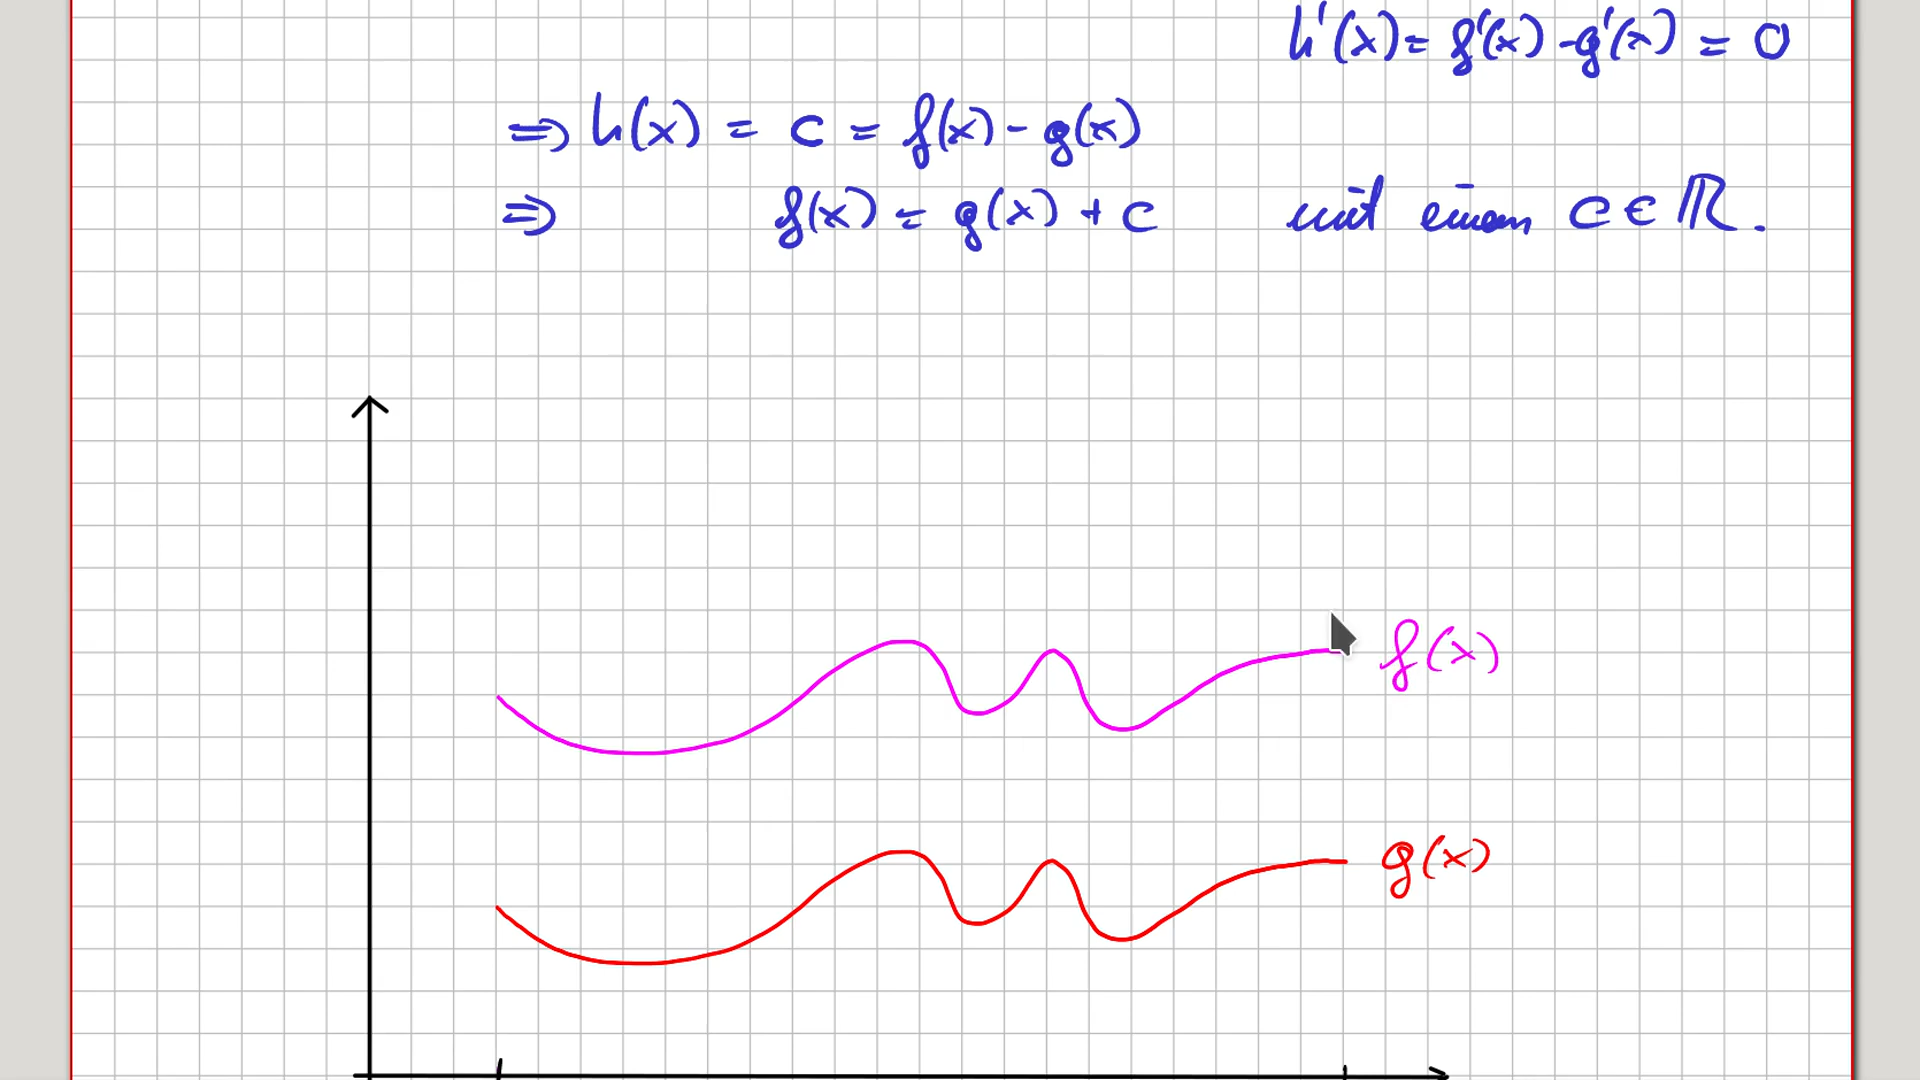 h'(x) = f'(x) - g'(x) = 0
⇒ h(x) = c = f(x) - g(x)
⇒ f(x) = g(x) + c mit einem c ∈ ℝ.
f(x)
g(x)